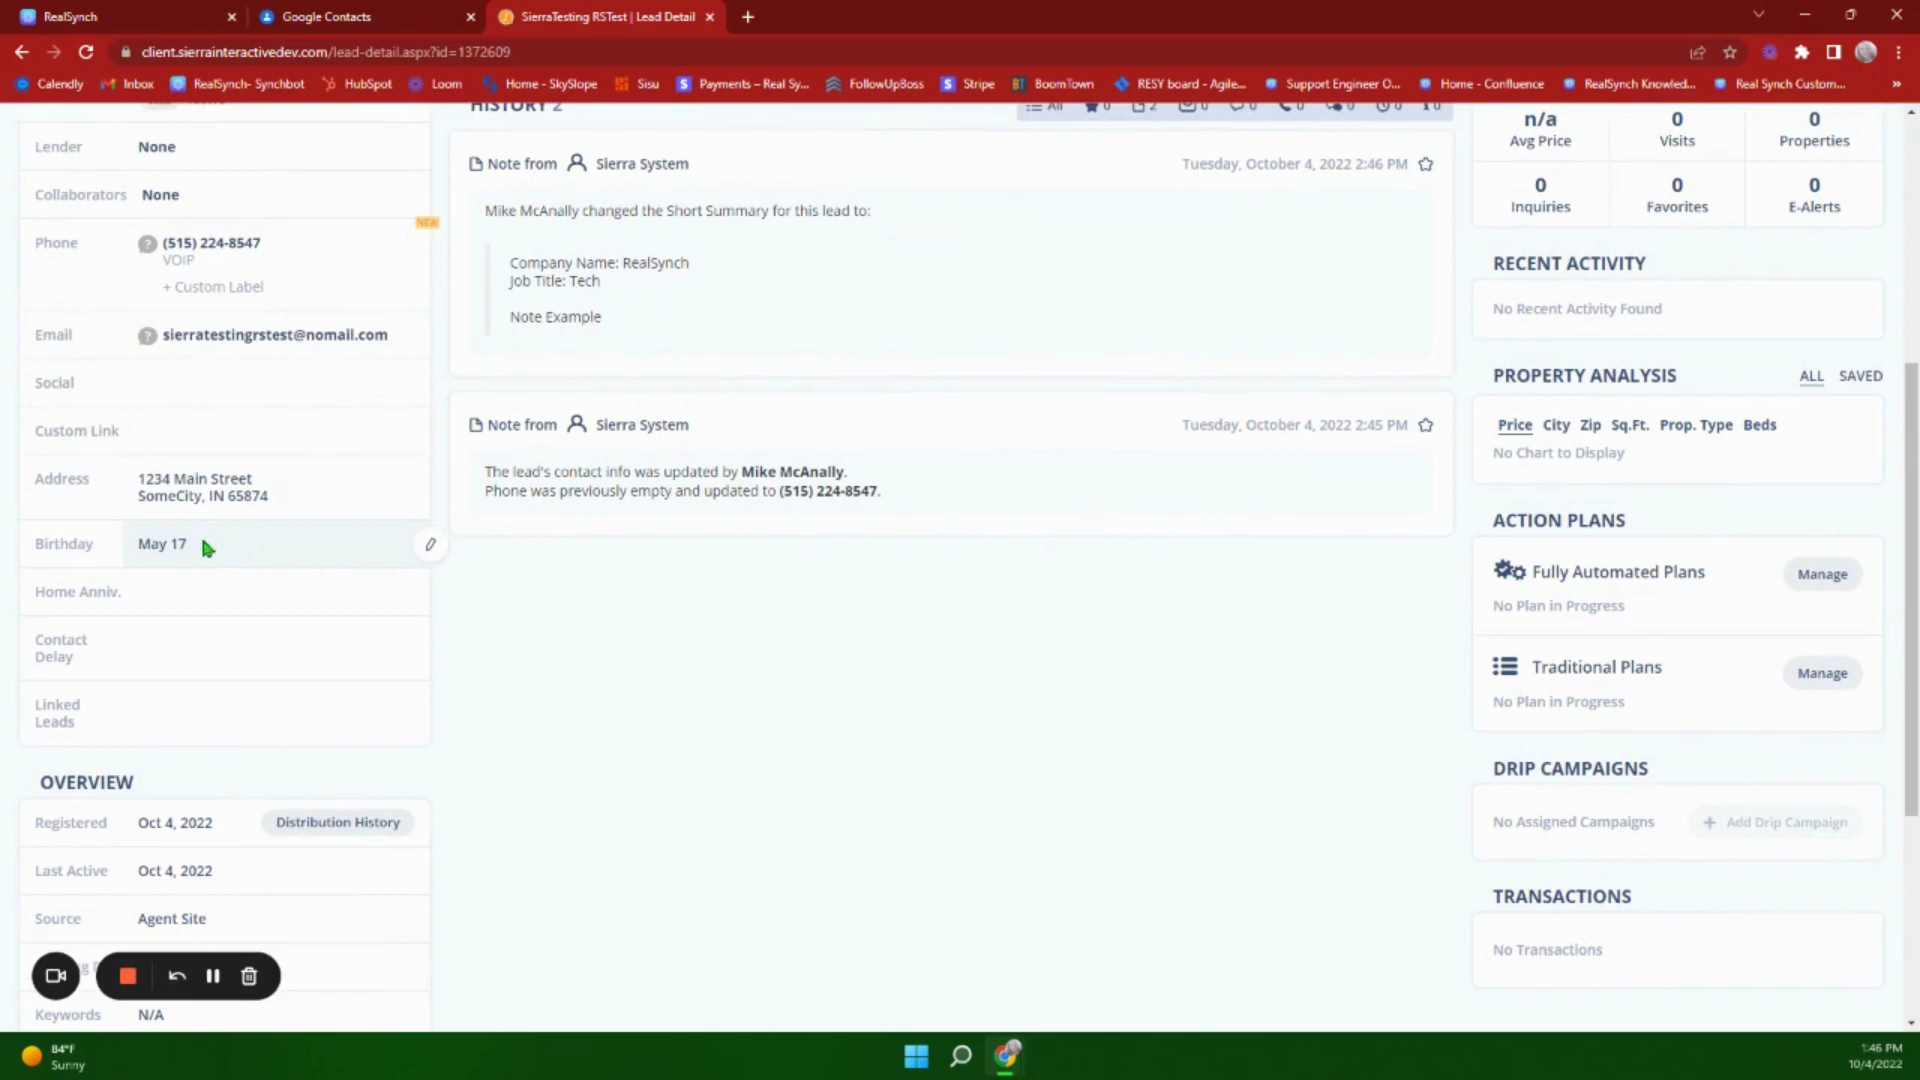 RealSynch
Google Contacts
SierraTesting RSTest | Lead Detail
client.sierrainteractivedev.com/lead-detail.aspx?id=1372609
Calendly
Inbox
RealSynch- Synchbot
HubSpot
Loom
Home - SkySlope
Sisu
Payments – Real Sy...
FollowUpBoss
Stripe
BoomTown
RESY board - Agile...
Support Engineer O...
Home - Confluence
RealSynch Knowled...
Real Synch Custom...
Lender None
Collaborators None
NEW
Phone (515) 224-8547
VOIP
+ Custom Label
Email sierratestingrstest@nomail.com
Social
Custom Link
Address 1234 Main Street
SomeCity, IN 65874
Birthday May 17
Home Anniv.
Contact
Delay
Linked
Leads
OVERVIEW
Registered Oct 4, 2022 Distribution History
Last Active Oct 4, 2022
Source Agent Site
Keywords N/A
HISTORY 2
All 0 2 0 0 0 0 0 0
Note from Sierra System Tuesday, October 4, 2022 2:46 PM
Mike McAnally changed the Short Summary for this lead to:
Company Name: RealSynch
Job Title: Tech
Note Example
Note from Sierra System Tuesday, October 4, 2022 2:45 PM
The lead's contact info was updated by Mike McAnally.
Phone was previously empty and updated to (515) 224-8547.
n/a 0 0
Avg Price Visits Properties
0 0 0
Inquiries Favorites E-Alerts
RECENT ACTIVITY
No Recent Activity Found
PROPERTY ANALYSIS ALL SAVED
Price City Zip Sq.Ft. Prop. Type Beds
No Chart to Display
ACTION PLANS
Fully Automated Plans Manage
No Plan in Progress
Traditional Plans Manage
No Plan in Progress
DRIP CAMPAIGNS
No Assigned Campaigns + Add Drip Campaign
TRANSACTIONS
No Transactions
84°F
Sunny
1:46 PM
10/4/2022